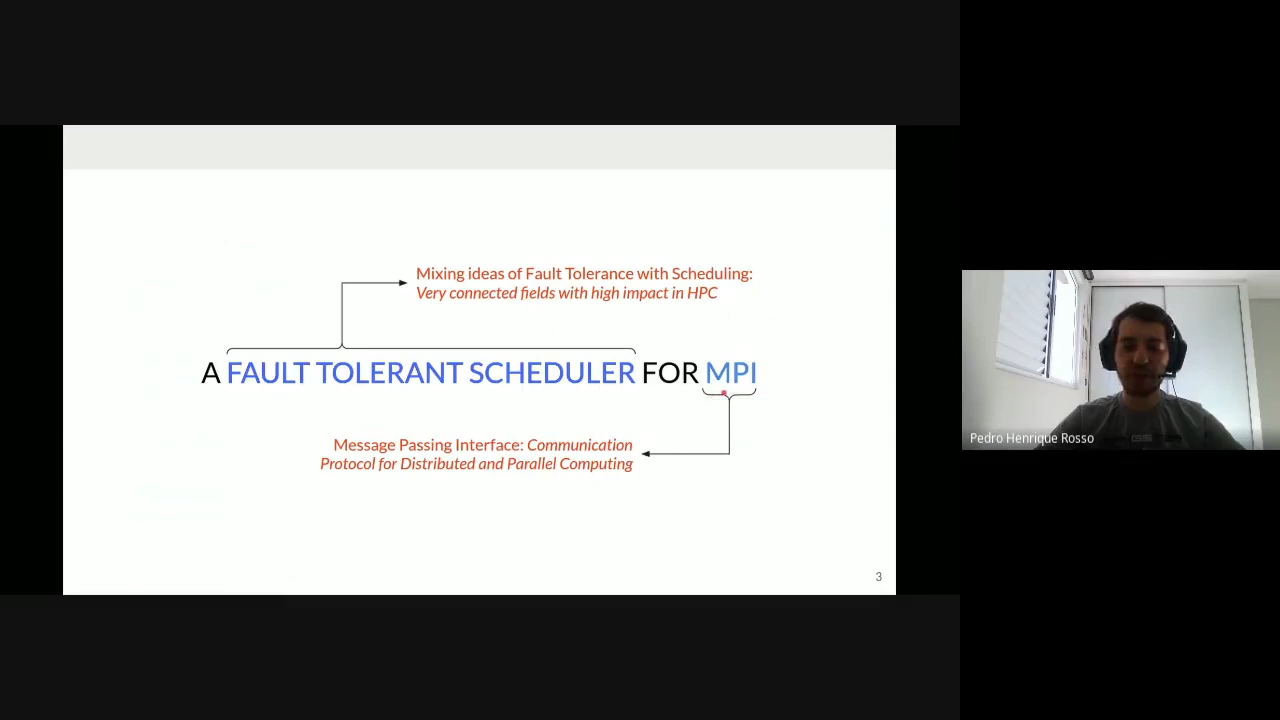 Mixing ideas of Fault Tolerance with Scheduling:
Very connected fields with high impact in HPC
A FAULT TOLERANT SCHEDULER FOR MPI
Message Passing Interface: Communication
Protocol for Distributed and Parallel Computing
3
Pedro Henrique Rosso